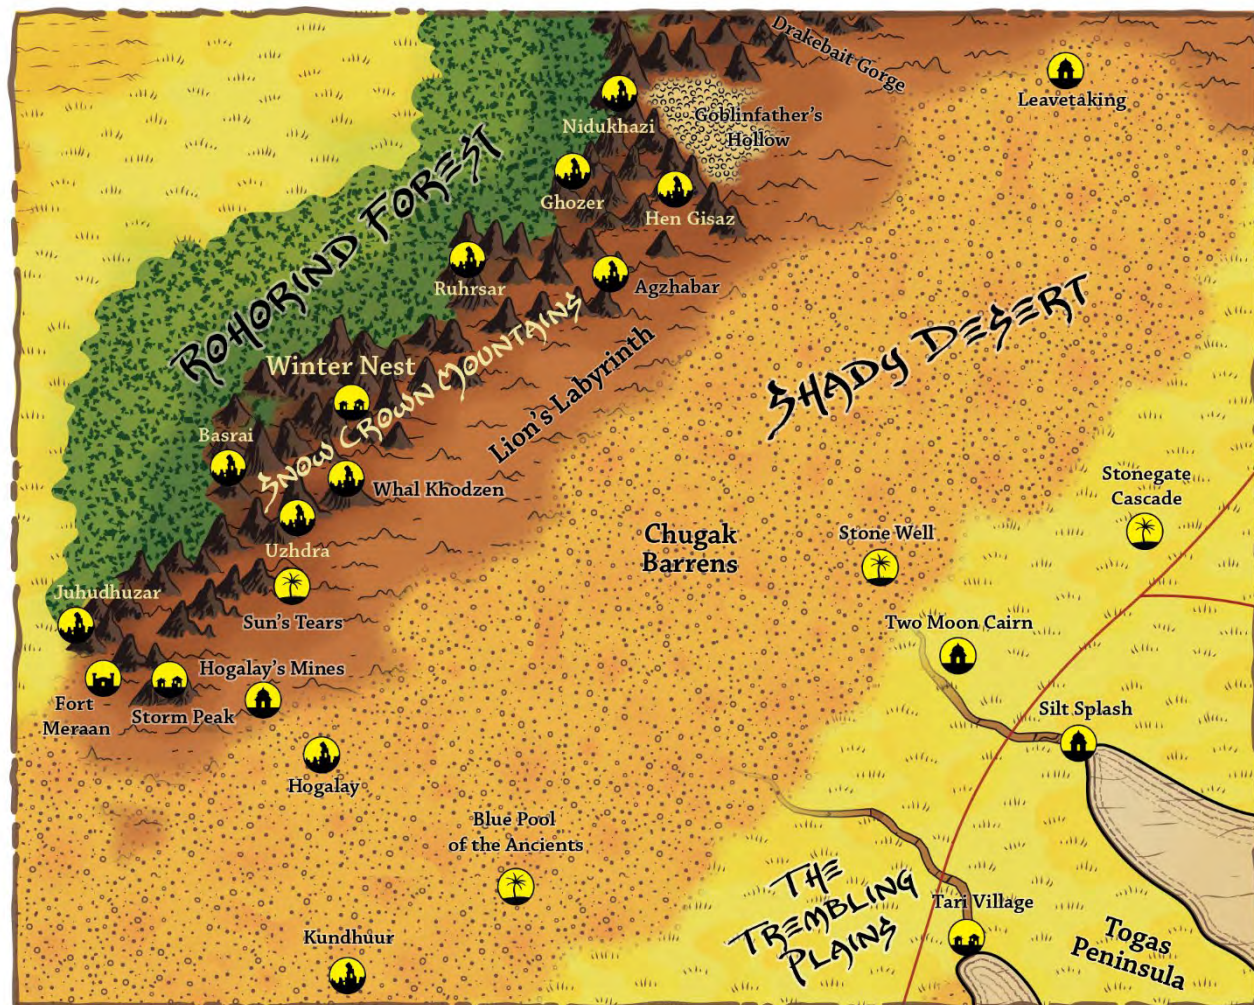 Drakebait Gorge
Leavetaking
Nidukhazi
Goblinfather's
Hollow
Ghozer
Hen Gisaz
ROHORIND FOREST
Ruhrsar
Agzhabar
SHADY DESERT
SNOW CROWN MOUNTAINS
Winter Nest
Lion's Labyrinth
Basrai
Whal Khodzen
Stonegate
Cascade
Chugak
Barrens
Stone Well
Uzhdra
Juhudhuzar
Sun's Tears
Two Moon Cairn
Hogalay's Mines
Fort
Meraan
Storm Peak
Silt Splash
Hogalay
Blue Pool
of the Ancients
THE
TREMBLING
PLAINS
Tari Village
Togas
Peninsula
Kundhuur